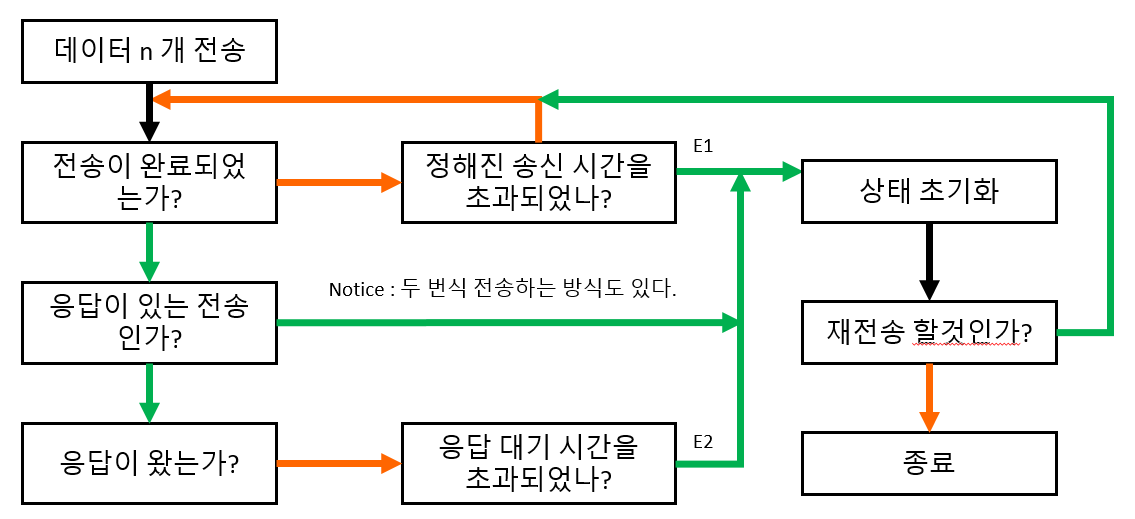 데이터 n 개 전송
전송이 완료되었
는가?
정해진 송신 시간을
초과되었나?
E1
상태 초기화
응답이 있는 전송
인가?
Notice : 두 번식 전송하는 방식도 있다.
재전송 할것인가?
응답이 왔는가?
응답 대기 시간을
초과되었나?
E2
종료